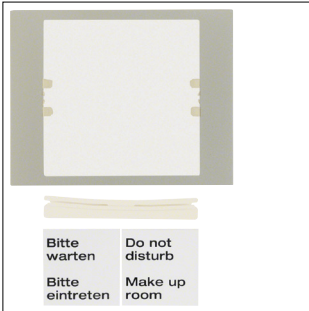 Bitte
warten
Bitte
eintreten
Do not
disturb
Make up
room